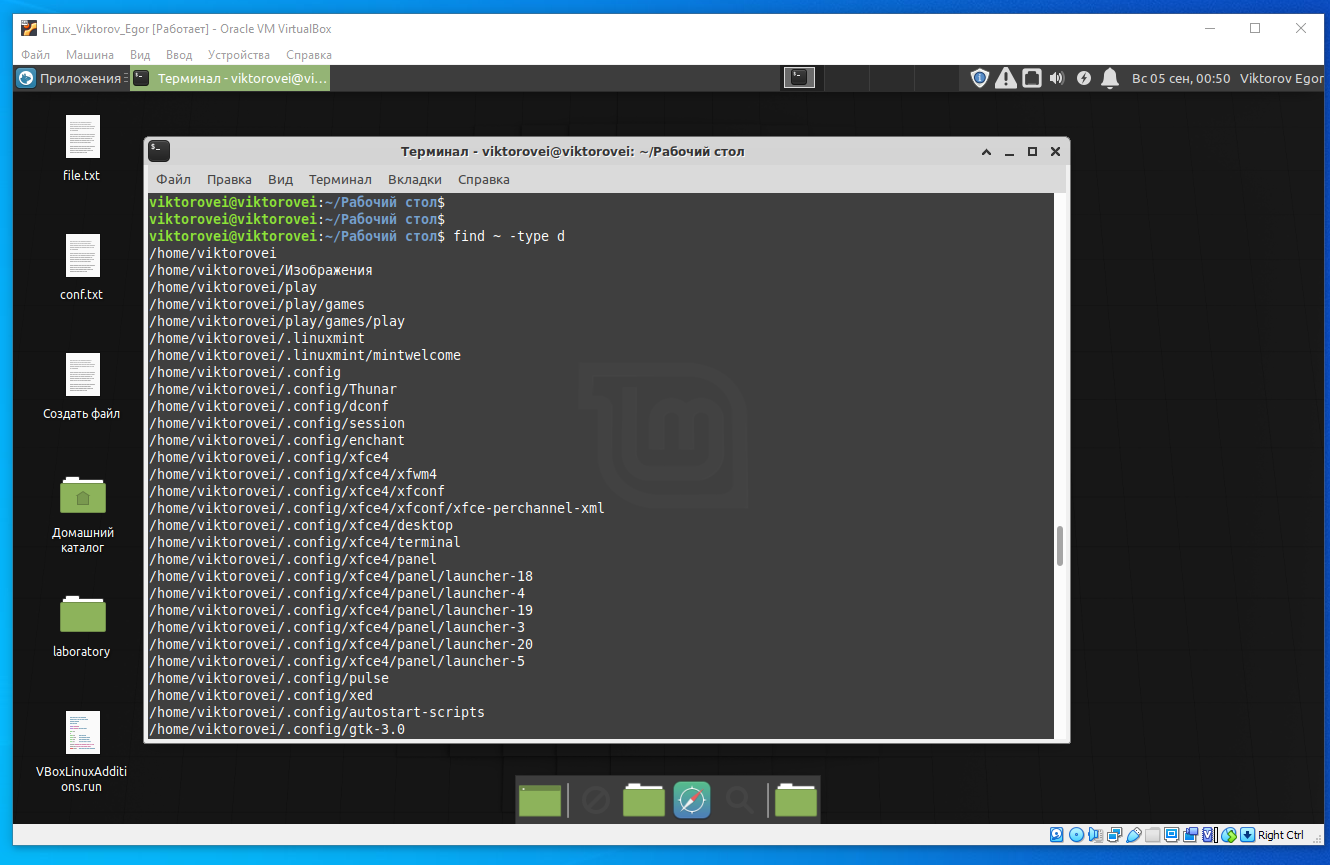 Linux_Viktorov_Egor [Работает] - Oracle VM VirtualBox
Файл Машина Вид Ввод Устройства Справка
Приложения Терминал - viktorovei@vi... Вс 05 сен, 00:50 Viktorov Egor
file.txt
conf.txt
Создать файл
Домашний
каталог
laboratory
VBoxLinuxAdditi
ons.run
Терминал - viktorovei@viktorovei: ~/Рабочий стол
Файл Правка Вид Терминал Вкладки Справка
viktorovei@viktorovei:~/Рабочий стол$
viktorovei@viktorovei:~/Рабочий стол$
viktorovei@viktorovei:~/Рабочий стол$ find ~ -type d
/home/viktorovei
/home/viktorovei/Изображения
/home/viktorovei/play
/home/viktorovei/play/games
/home/viktorovei/play/games/play
/home/viktorovei/.linuxmint
/home/viktorovei/.linuxmint/mintwelcome
/home/viktorovei/.config
/home/viktorovei/.config/Thunar
/home/viktorovei/.config/dconf
/home/viktorovei/.config/session
/home/viktorovei/.config/enchant
/home/viktorovei/.config/xfce4
/home/viktorovei/.config/xfce4/xfwm4
/home/viktorovei/.config/xfce4/xfconf
/home/viktorovei/.config/xfce4/xfconf/xfce-perchannel-xml
/home/viktorovei/.config/xfce4/desktop
/home/viktorovei/.config/xfce4/terminal
/home/viktorovei/.config/xfce4/panel
/home/viktorovei/.config/xfce4/panel/launcher-18
/home/viktorovei/.config/xfce4/panel/launcher-4
/home/viktorovei/.config/xfce4/panel/launcher-19
/home/viktorovei/.config/xfce4/panel/launcher-3
/home/viktorovei/.config/xfce4/panel/launcher-20
/home/viktorovei/.config/xfce4/panel/launcher-5
/home/viktorovei/.config/pulse
/home/viktorovei/.config/xed
/home/viktorovei/.config/autostart-scripts
/home/viktorovei/.config/gtk-3.0
Right Ctrl